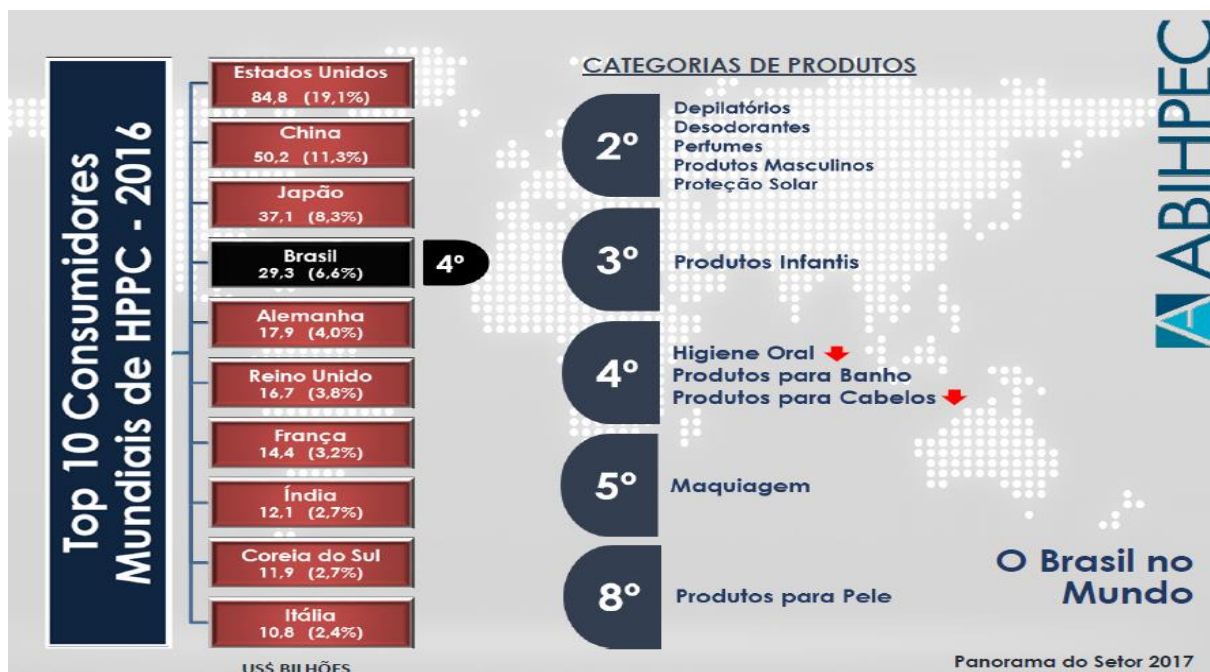 Top 10 Consumidores
Mundiais de HPPC - 2016
Estados Unidos
84,8 (19,1%)
China
50,2 (11,3%)
Japão
37,1 (8,3%)
Brasil
29,3 (6,6%)
4º
Alemanha
17,9 (4,0%)
Reino Unido
16,7 (3,8%)
França
14,4 (3,2%)
Índia
12,1 (2,7%)
Coreia do Sul
11,9 (2,7%)
Itália
10,8 (2,4%)
US$ BILHÕES
CATEGORIAS DE PRODUTOS
2º
Depilatórios
Desodorantes
Perfumes
Produtos Masculinos
Proteção Solar
3º
Produtos Infantis
4º
Higiene Oral
Produtos para Banho
Produtos para Cabelos
5º
Maquiagem
8º
Produtos para Pele
ABIHPEC
O Brasil no
Mundo
Panorama do Setor 2017